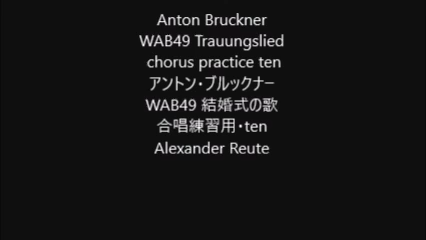 Anton Bruckner
WAB49 Trauungslied
chorus practice ten
アントン・ブルックナー
WAB49 結婚式の歌
合唱練習用・ten
Alexander Reute